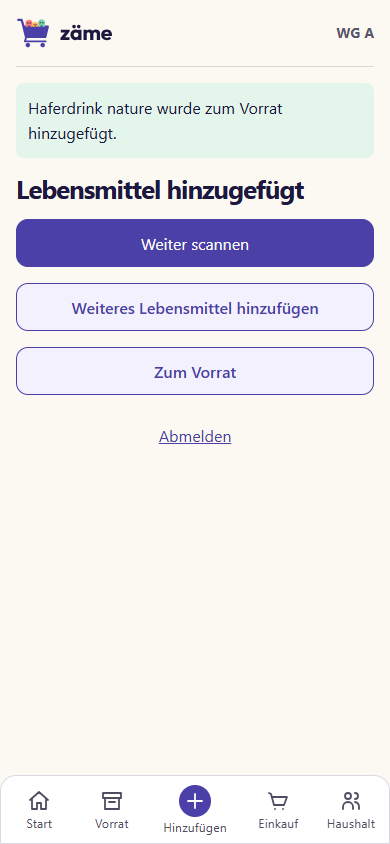 zäme
WG A
Haferdrink nature wurde zum Vorrat
hinzugefügt.
Lebensmittel hinzugefügt
Weiter scannen
Weiteres Lebensmittel hinzufügen
Zum Vorrat
Abmelden
Start
Vorrat
Hinzufügen
Einkauf
Haushalt